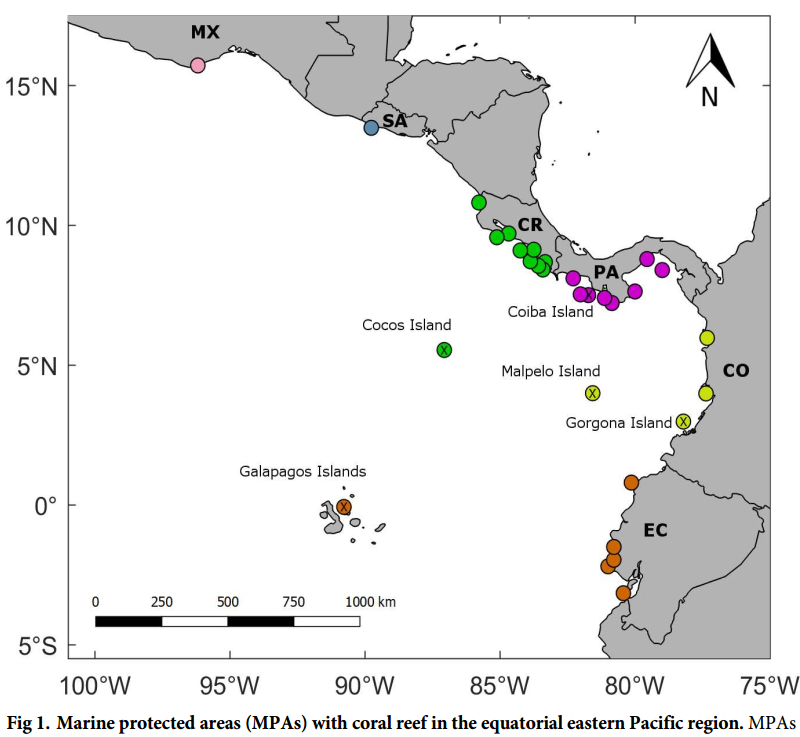 MX
15°N
N
SA
10°N
CR
PA
Coiba Island
Cocos Island
5°N
Malpelo Island
CO
Gorgona Island
Galapagos Islands
0°
EC
0 250 500 750 1000 km
5°S
100°W 95°W 90°W 85°W 80°W 75°W
X
X
X
X
X
Fig 1. Marine protected areas (MPAs) with coral reef in the equatorial eastern Pacific region. MPAs